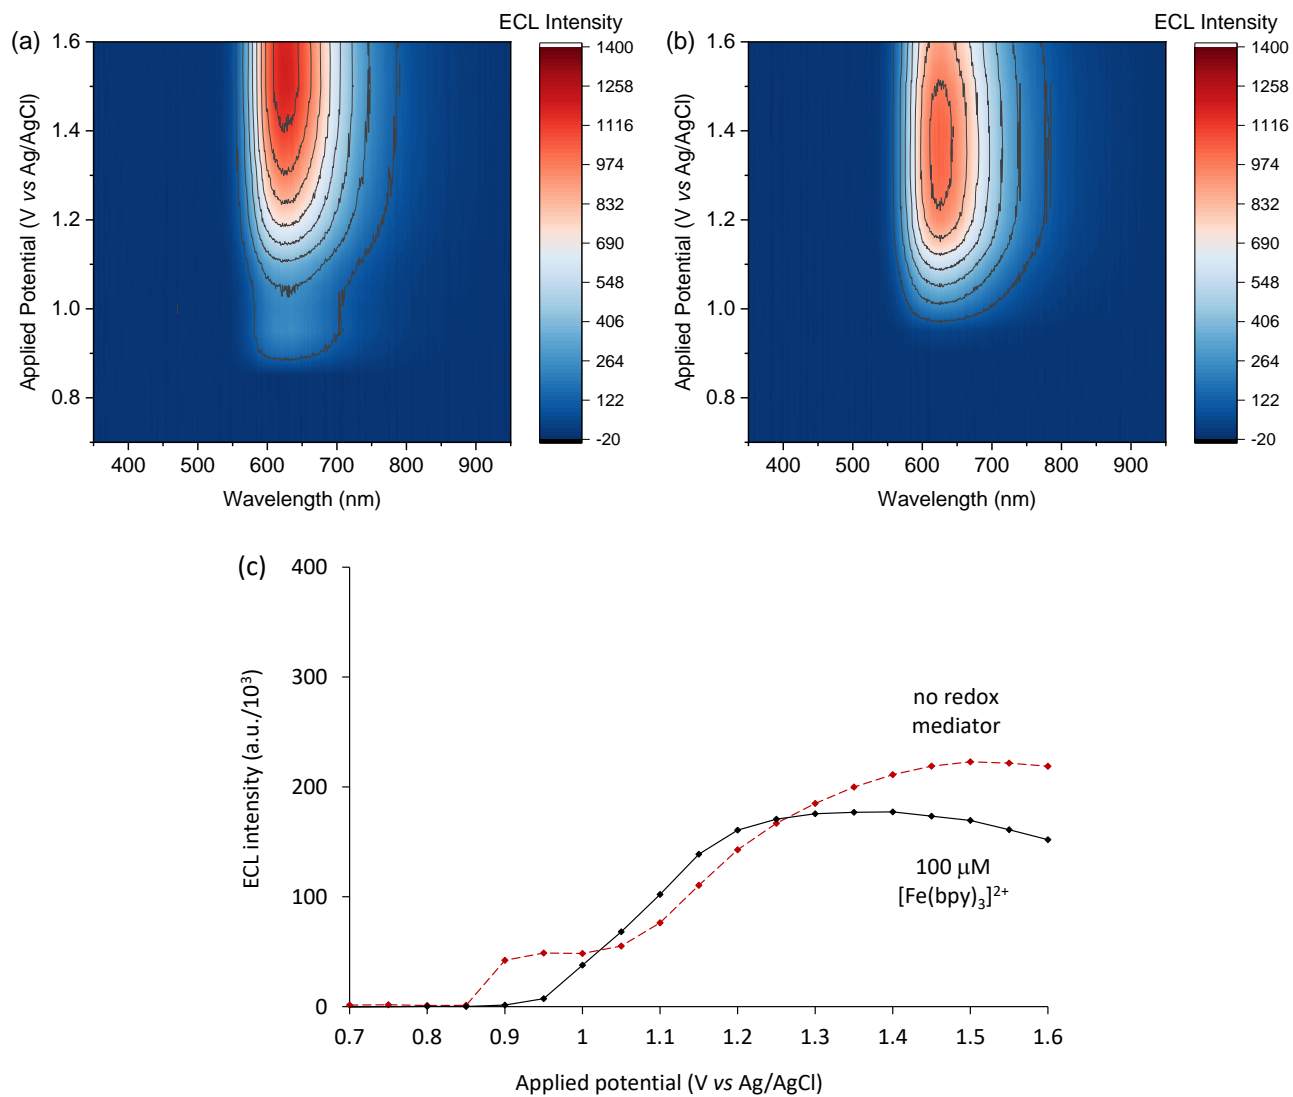 (a)
ECL Intensity
1.6
1.4
1.2
1.0
0.8
Applied Potential (V vs Ag/AgCl)
400 500 600 700 800 900
Wavelength (nm)
1400
1258
1116
974
832
690
548
406
264
122
-20
(b)
ECL Intensity
1.6
1.4
1.2
1.0
0.8
Applied Potential (V vs Ag/AgCl)
400 500 600 700 800 900
Wavelength (nm)
1400
1258
1116
974
832
690
548
406
264
122
-20
(c)
400
300
200
100
0
ECL intensity (a.u./10³)
no redox
mediator
100 μM
[Fe(bpy)₃]²⁺
0.7 0.8 0.9 1 1.1 1.2 1.3 1.4 1.5 1.6
Applied potential (V vs Ag/AgCl)